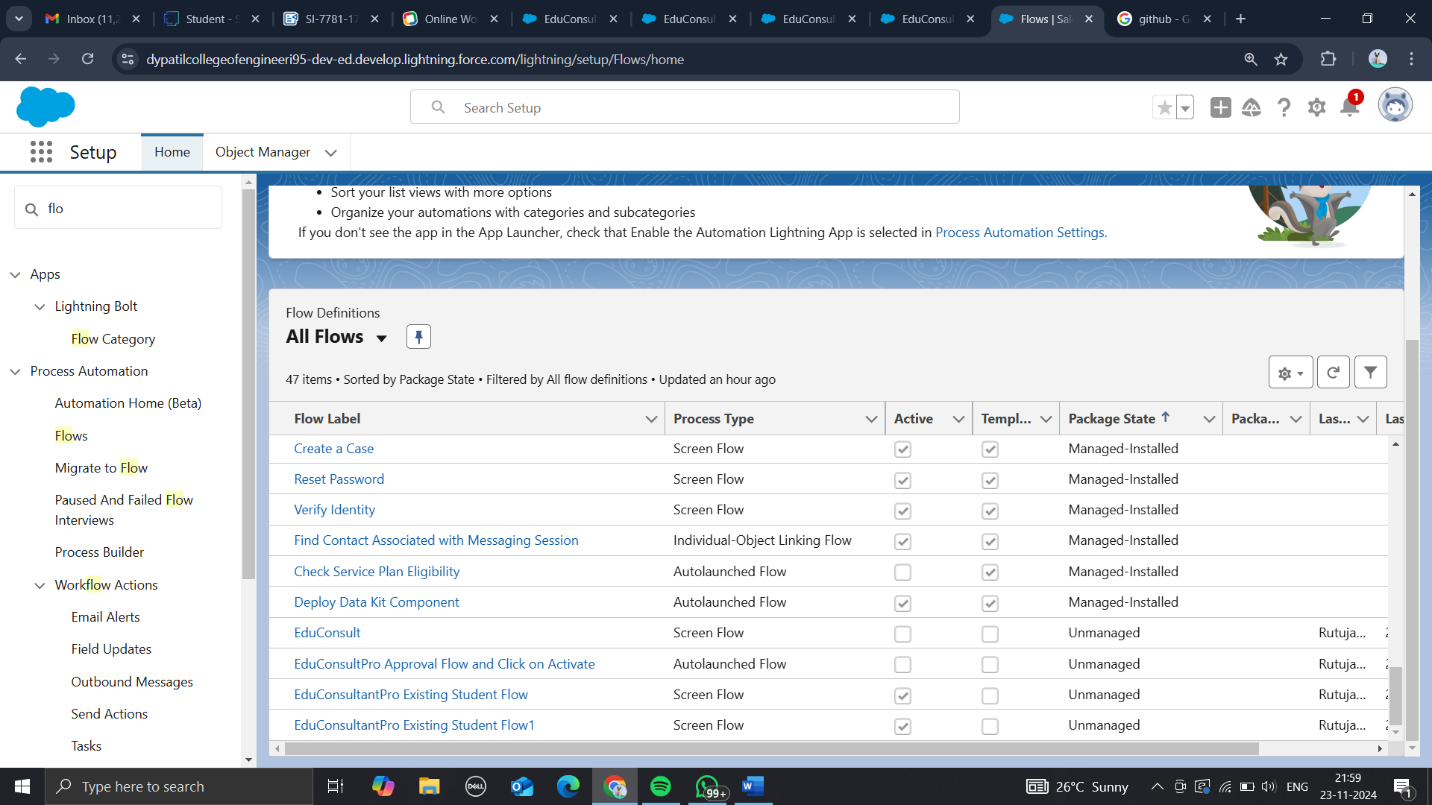 Inbox (11,2
Student - S
SI-7781-17
Online Wo
EduConsul
EduConsul
EduConsul
EduConsul
Flows | Sal
github - G
dypatilcollegeofengineeri95-dev-ed.develop.lightning.force.com/lightning/setup/Flows/home
Search Setup
1
Setup
Home
Object Manager
flo
Apps
Lightning Bolt
Flow Category
Process Automation
Automation Home (Beta)
Flows
Migrate to Flow
Paused And Failed Flow
Interviews
Process Builder
Workflow Actions
Email Alerts
Field Updates
Outbound Messages
Send Actions
Tasks
• Sort your list views with more options
• Organize your automations with categories and subcategories
If you don't see the app in the App Launcher, check that Enable the Automation Lightning App is selected in Process Automation Settings.
Flow Definitions
All Flows
47 items • Sorted by Package State • Filtered by All flow definitions • Updated an hour ago
Flow Label Process Type Active Templ... Package State Packa... Las... Las
Create a Case Screen Flow Managed-Installed
Reset Password Screen Flow Managed-Installed
Verify Identity Screen Flow Managed-Installed
Find Contact Associated with Messaging Session Individual-Object Linking Flow Managed-Installed
Check Service Plan Eligibility Autolaunched Flow Managed-Installed
Deploy Data Kit Component Autolaunched Flow Managed-Installed
EduConsult Screen Flow Unmanaged Rutuja...
EduConsultPro Approval Flow and Click on Activate Autolaunched Flow Unmanaged Rutuja...
EduConsultantPro Existing Student Flow Screen Flow Unmanaged Rutuja...
EduConsultantPro Existing Student Flow1 Screen Flow Unmanaged Rutuja...
Type here to search
DELL
99+
26°C Sunny
ENG
21:59
23-11-2024
1